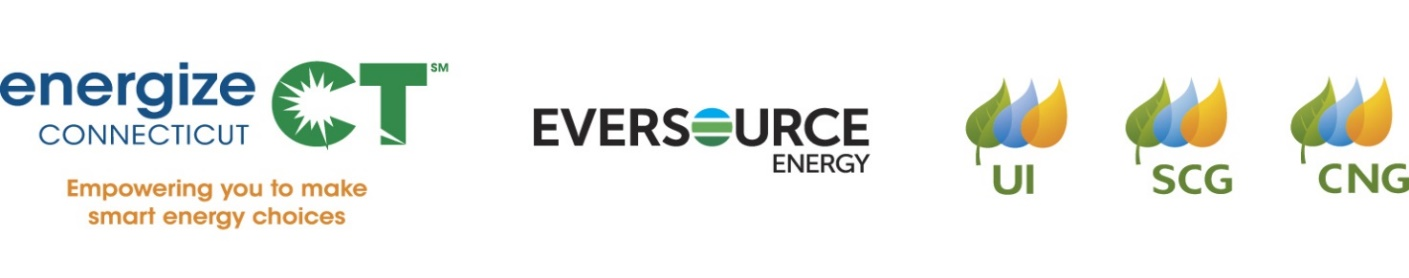 energize CT SM
CONNECTICUT
Empowering you to make
smart energy choices
EVERSOURCE
ENERGY
UI
SCG
CNG